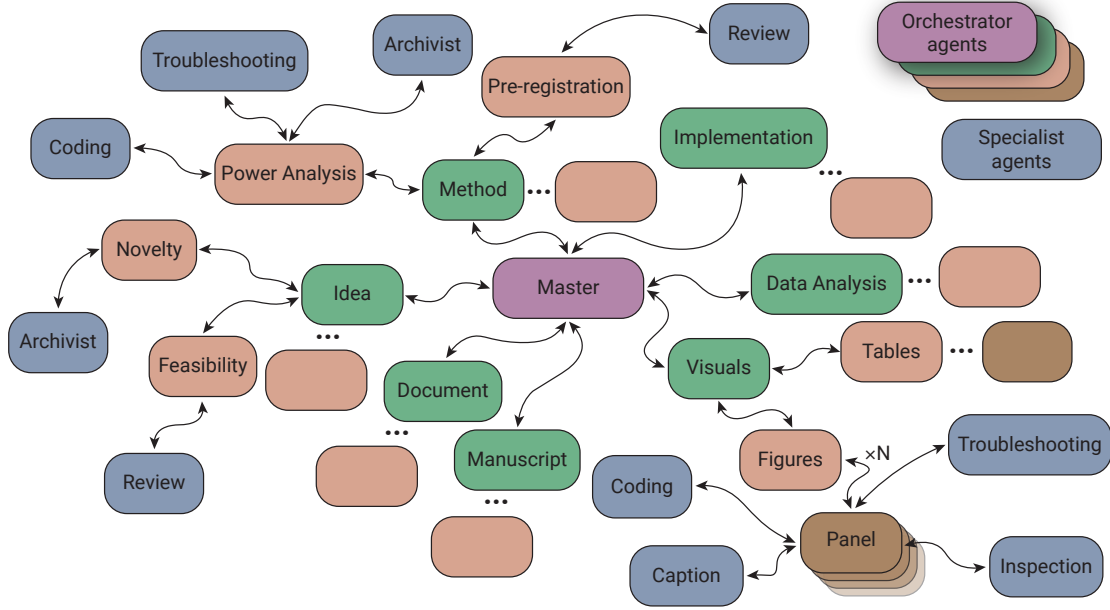 Orchestrator
agents
Review
Archivist
Troubleshooting
Pre-registration
Implementation
Specialist
agents
Coding
Power Analysis
Method
...
...
Novelty
Master
Data Analysis
...
Idea
...
Archivist
Feasibility
Document
...
Visuals
Tables
...
Manuscript
...
Figures
×N
Troubleshooting
Review
Coding
Panel
Caption
Inspection